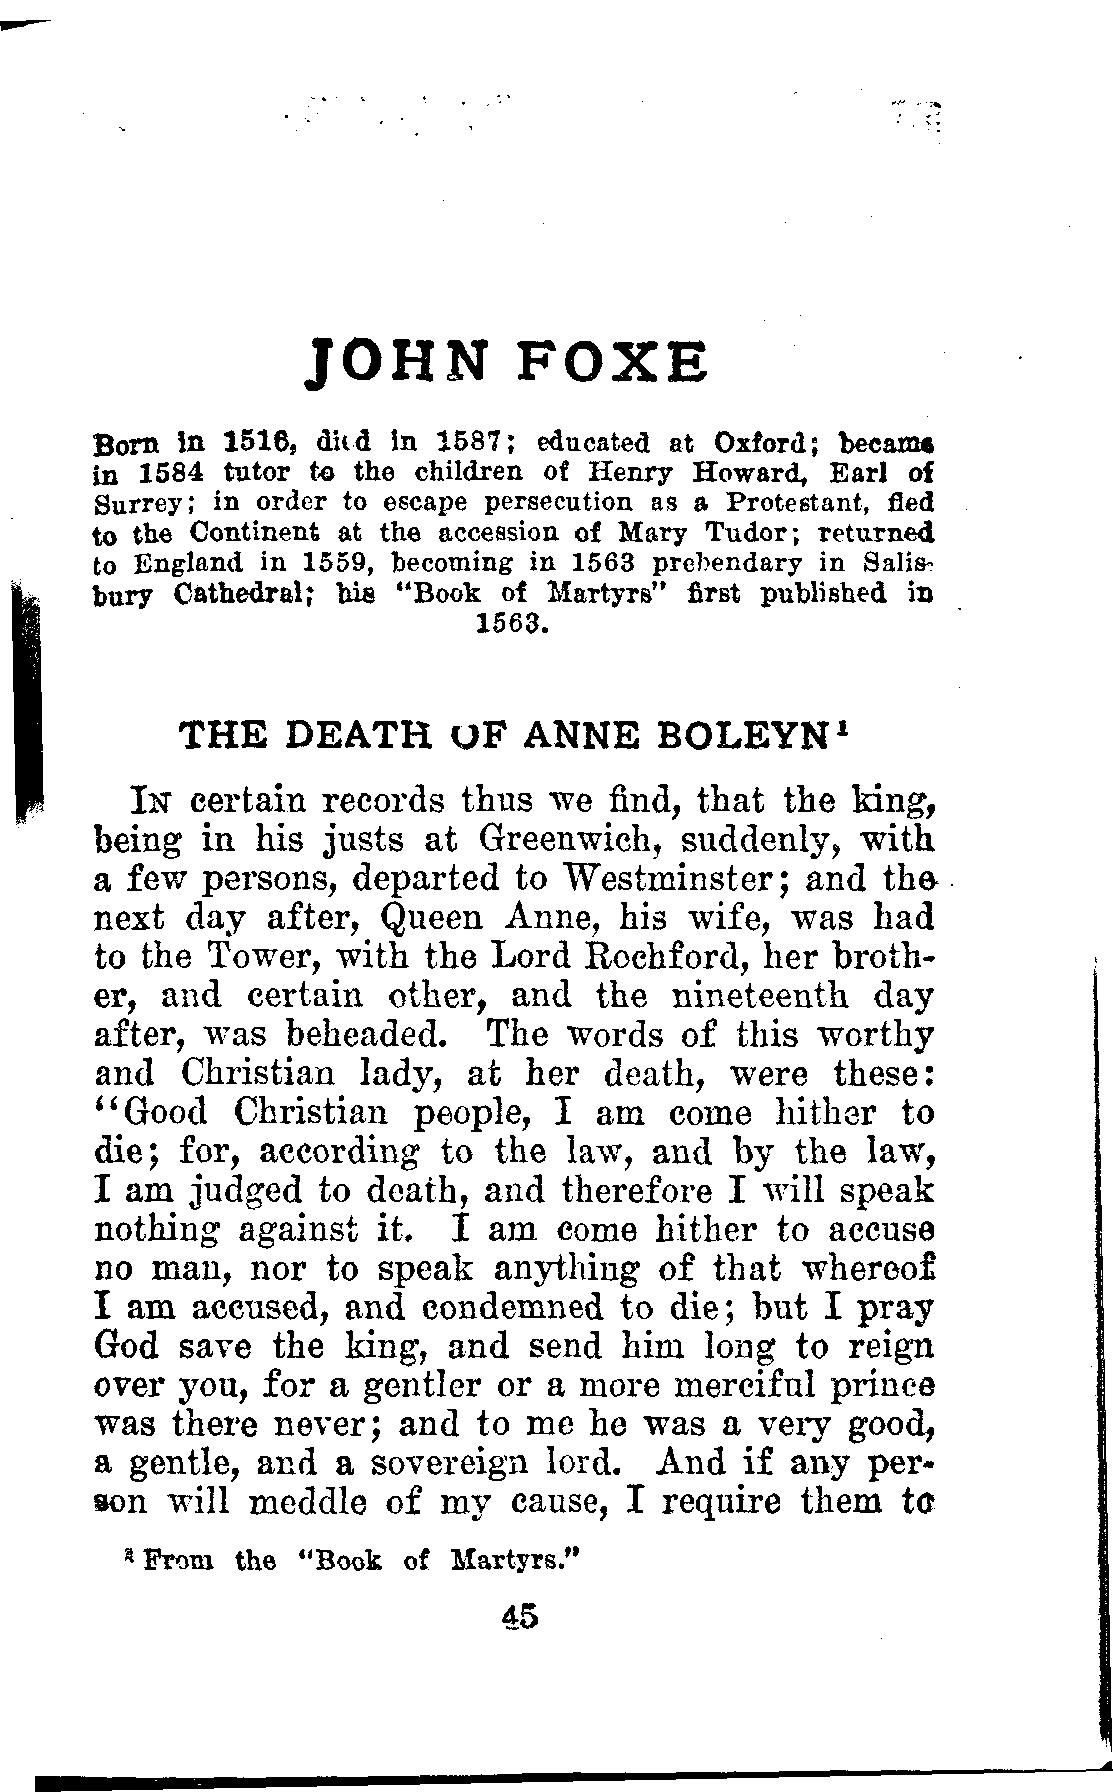 JOHN FOXE
Born in 1516, died in 1587; educated at Oxford; became
in 1584 tutor to the children of Henry Howard, Earl of
Surrey; in order to escape persecution as a Protestant, fled
to the Continent at the accession of Mary Tudor; returned
to England in 1559, becoming in 1563 prebendary in Salis-
bury Cathedral; his "Book of Martyrs" first published in
1563.
THE DEATH OF ANNE BOLEYN¹
IN certain records thus we find, that the king,
being in his justs at Greenwich, suddenly, with
a few persons, departed to Westminster; and the
next day after, Queen Anne, his wife, was had
to the Tower, with the Lord Rochford, her broth-
er, and certain other, and the nineteenth day
after, was beheaded. The words of this worthy
and Christian lady, at her death, were these:
"Good Christian people, I am come hither to
die; for, according to the law, and by the law,
I am judged to death, and therefore I will speak
nothing against it. I am come hither to accuse
no man, nor to speak anything of that whereof
I am accused, and condemned to die; but I pray
God save the king, and send him long to reign
over you, for a gentler or a more merciful prince
was there never; and to me he was a very good,
a gentle, and a sovereign lord. And if any per-
son will meddle of my cause, I require them to
¹ From the "Book of Martyrs."
45